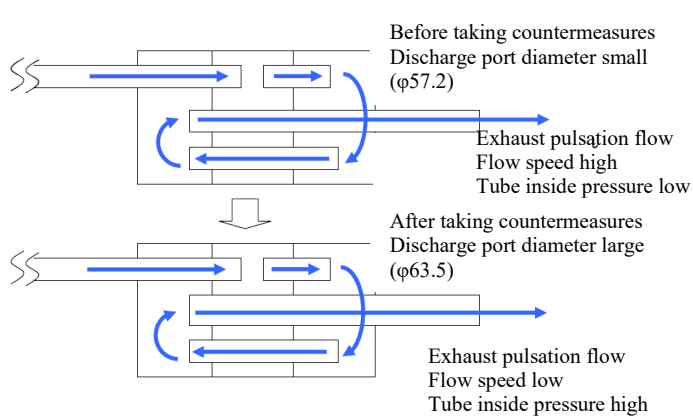 Before taking countermeasures
Discharge port diameter small
(φ57.2)
Exhaust pulsation flow
Flow speed high
Tube inside pressure low
After taking countermeasures
Discharge port diameter large
(φ63.5)
Exhaust pulsation flow
Flow speed low
Tube inside pressure high